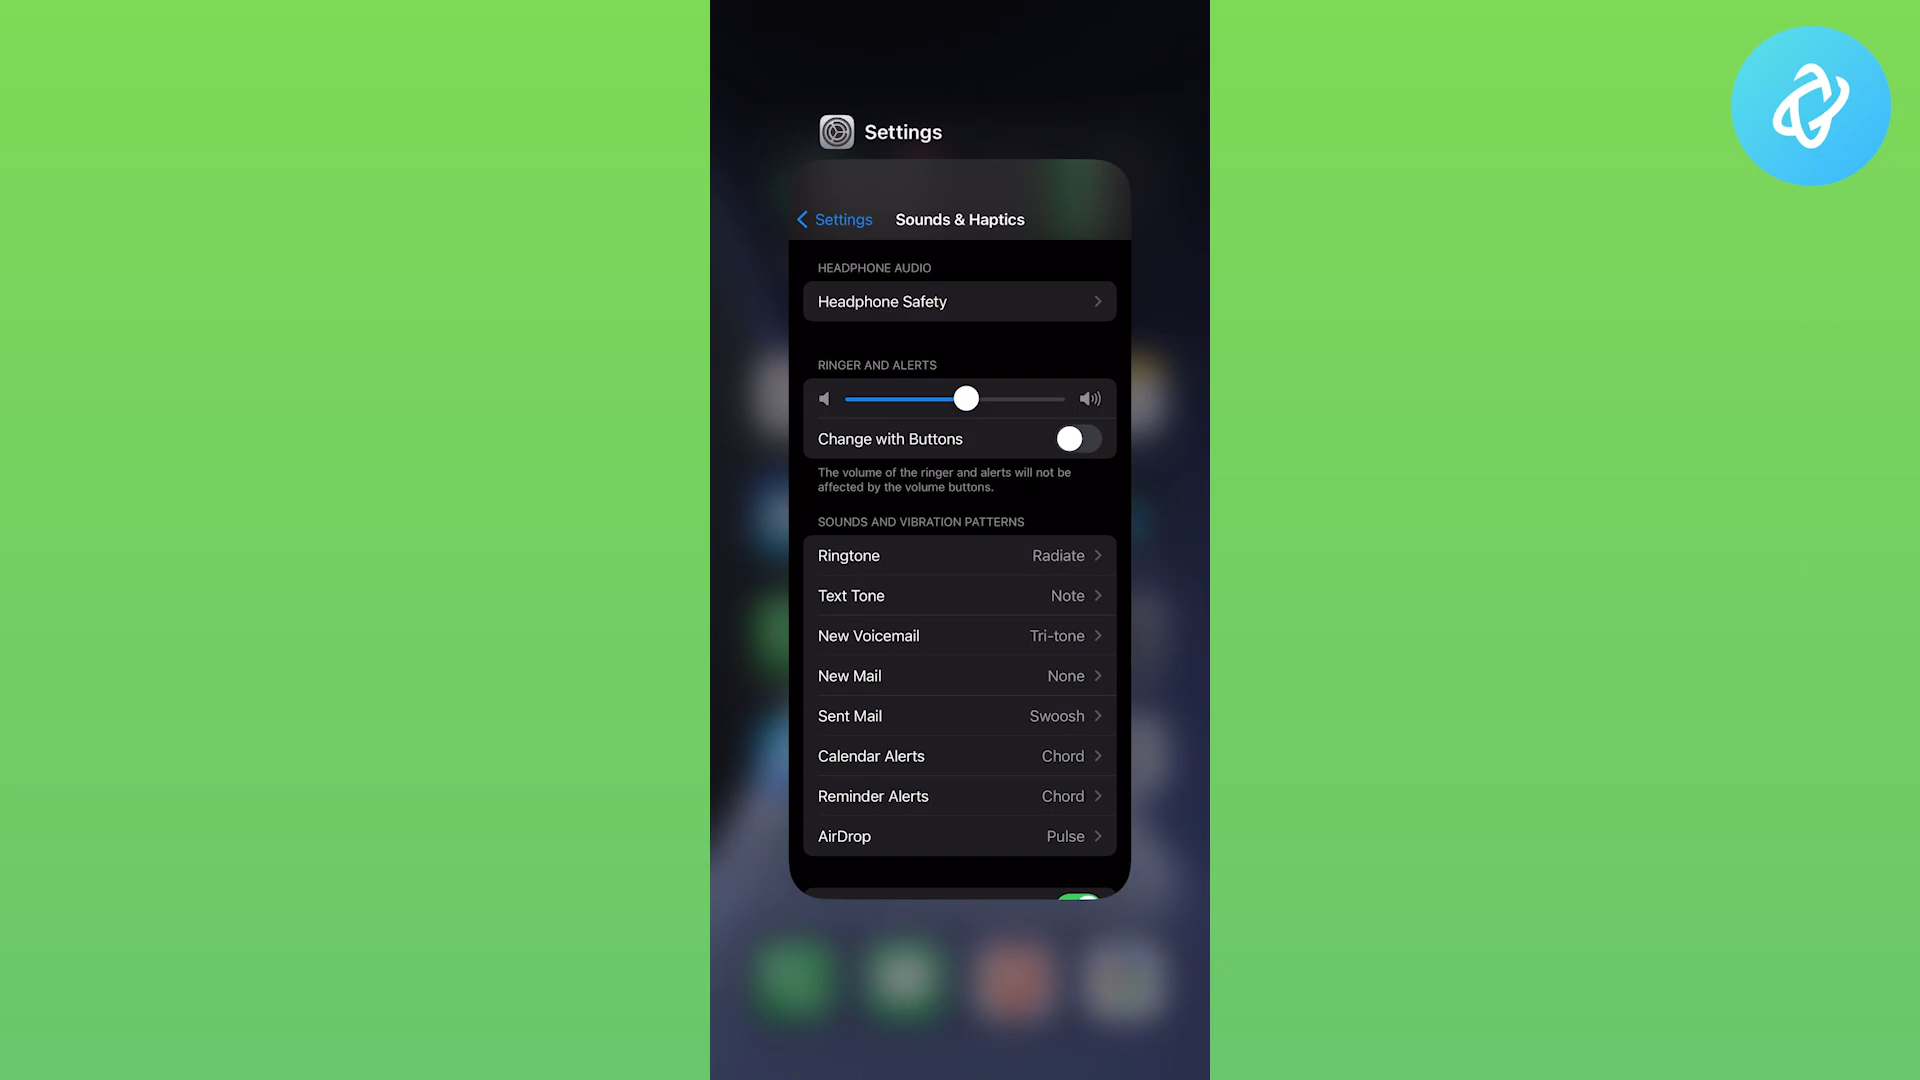 Settings
Settings Sounds & Haptics
HEADPHONE AUDIO
Headphone Safety
RINGER AND ALERTS
Change with Buttons
The volume of the ringer and alerts will not be
affected by the volume buttons.
SOUNDS AND VIBRATION PATTERNS
Ringtone Radiate
Text Tone Note
New Voicemail Tri-tone
New Mail None
Sent Mail Swoosh
Calendar Alerts Chord
Reminder Alerts Chord
AirDrop Pulse